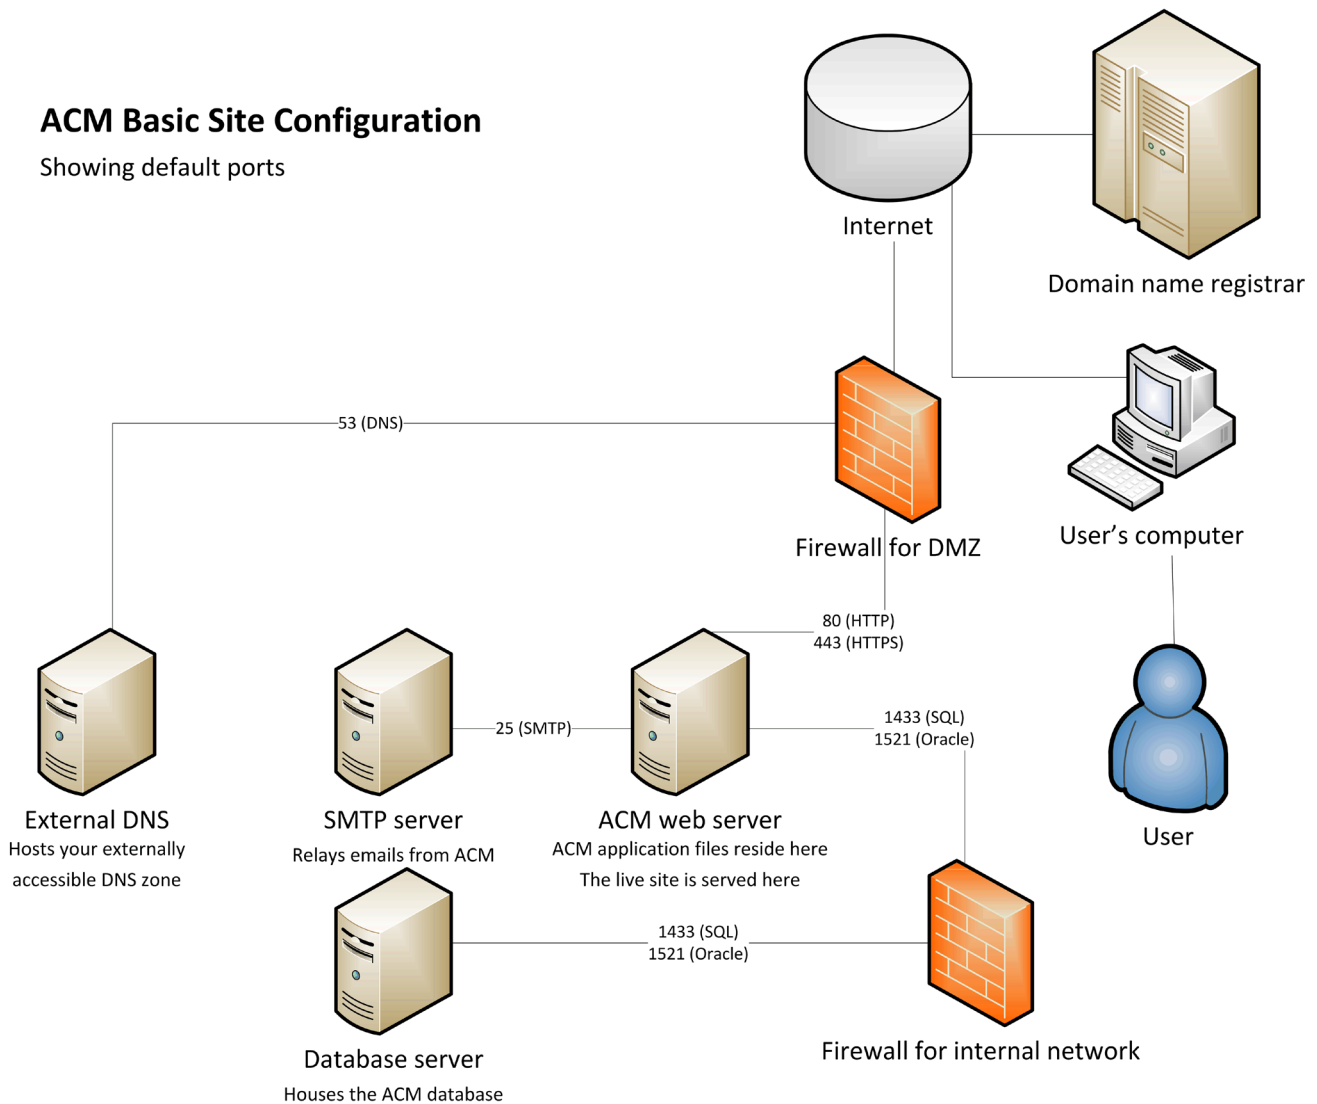 ACM Basic Site Configuration
Showing default ports
Internet
Domain name registrar
53 (DNS)
Firewall for DMZ
User's computer
80 (HTTP)
443 (HTTPS)
25 (SMTP)
1433 (SQL)
1521 (Oracle)
External DNS
Hosts your externally
accessible DNS zone
SMTP server
Relays emails from ACM
ACM web server
ACM application files reside here
The live site is served here
User
1433 (SQL)
1521 (Oracle)
Database server
Houses the ACM database
Firewall for internal network